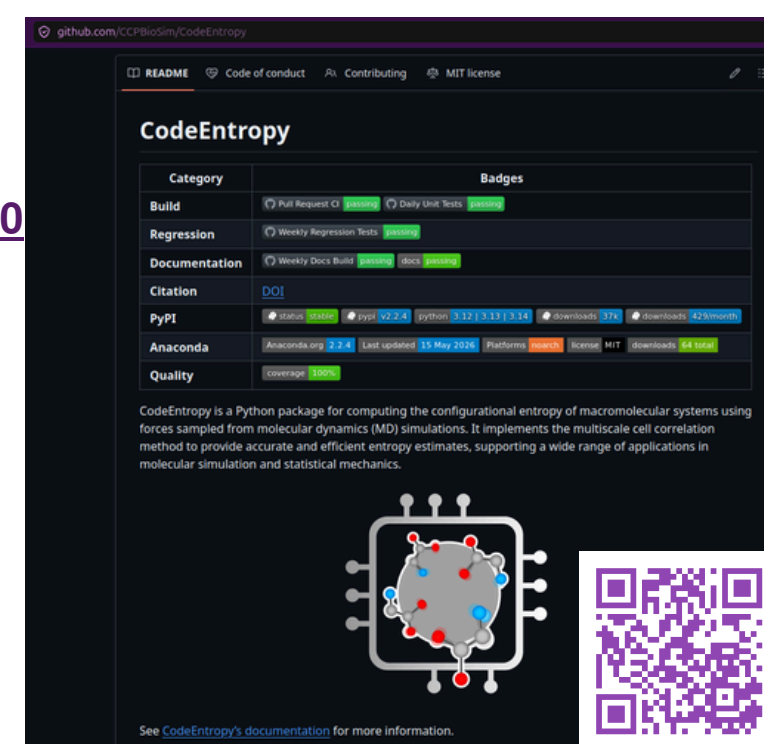 github.com/CCPBioSim/CodeEntropy
README Code of conduct Contributing MIT license
CodeEntropy
0
Category Badges
Build Pull Request CI passing Daily Unit Tests passing
Regression Weekly Regression Tests passing
Documentation Weekly Docs Build passing docs passing
Citation DOI
PyPI status stable pypi v2.2.4 python 3.12 | 3.13 | 3.14 downloads 37k downloads 429/month
Anaconda Anaconda.org 2.2.4 Last updated 15 May 2026 Platforms noarch license MIT downloads 64 total
Quality coverage 100%
CodeEntropy is a Python package for computing the configurational entropy of macromolecular systems using
forces sampled from molecular dynamics (MD) simulations. It implements the multiscale cell correlation
method to provide accurate and efficient entropy estimates, supporting a wide range of applications in
molecular simulation and statistical mechanics.
See CodeEntropy's documentation for more information.